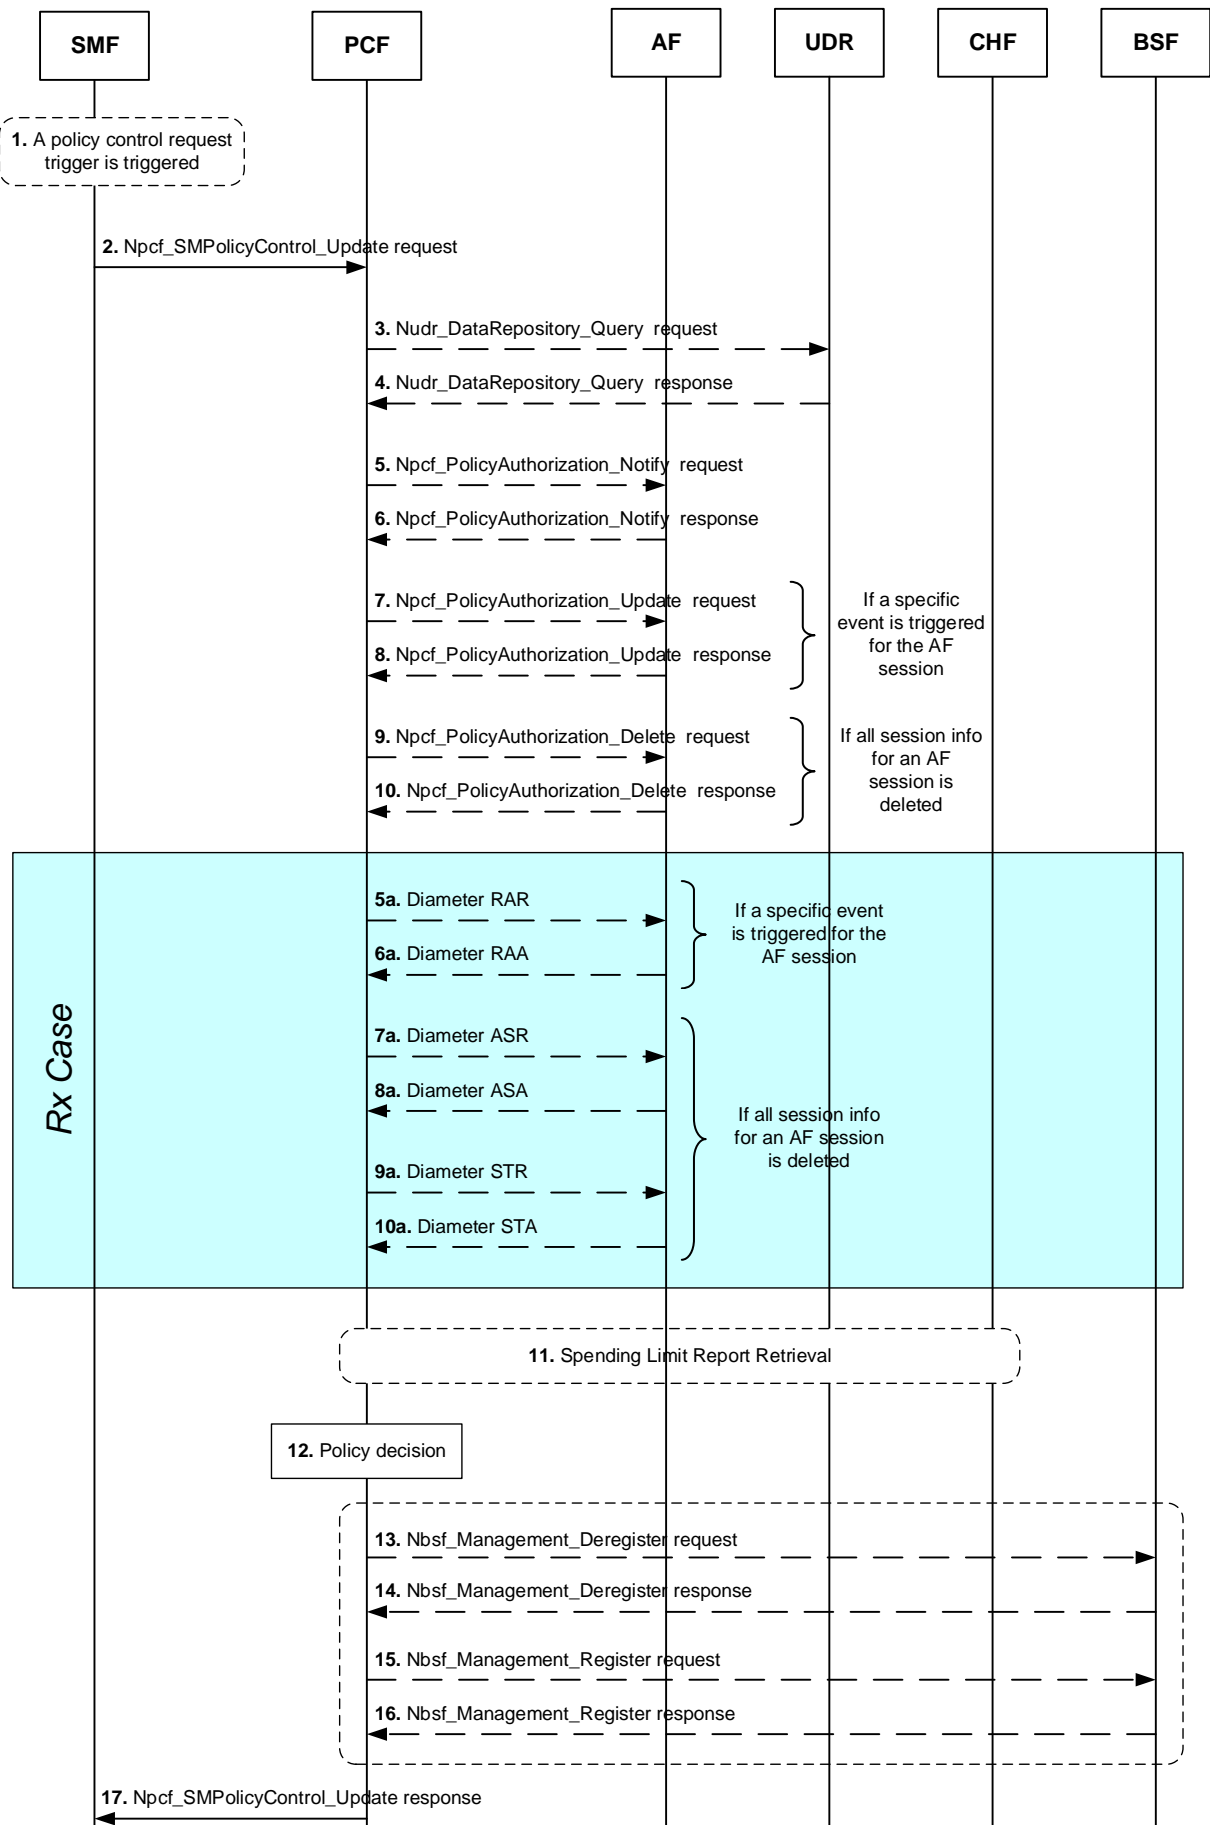 SMF
PCF
AF
UDR
CHF
BSF
1. A policy control request
trigger is triggered
2. Npcf_SMPolicyControl_Update request
3. Nudr_DataRepository_Query request
4. Nudr_DataRepository_Query response
5. Npcf_PolicyAuthorization_Notify request
6. Npcf_PolicyAuthorization_Notify response
7. Npcf_PolicyAuthorization_Update request
8. Npcf_PolicyAuthorization_Update response
If a specific
event is triggered
for the AF
session
9. Npcf_PolicyAuthorization_Delete request
10. Npcf_PolicyAuthorization_Delete response
If all session info
for an AF
session is
deleted
Rx Case
5a. Diameter RAR
6a. Diameter RAA
If a specific event
is triggered for the
AF session
7a. Diameter ASR
8a. Diameter ASA
9a. Diameter STR
10a. Diameter STA
If all session info
for an AF session
is deleted
11. Spending Limit Report Retrieval
12. Policy decision
13. Nbsf_Management_Deregister request
14. Nbsf_Management_Deregister response
15. Nbsf_Management_Register request
16. Nbsf_Management_Register response
17. Npcf_SMPolicyControl_Update response